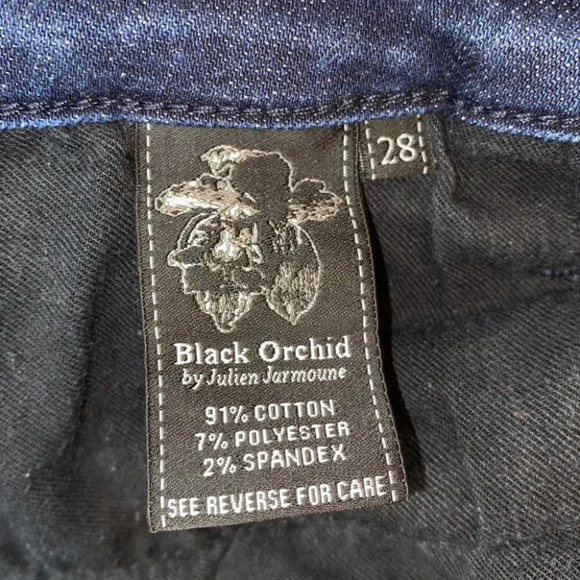 28
Black Orchid
by Julien Jarmoune
91% COTTON
7% POLYESTER
2% SPANDEX
SEE REVERSE FOR CARE